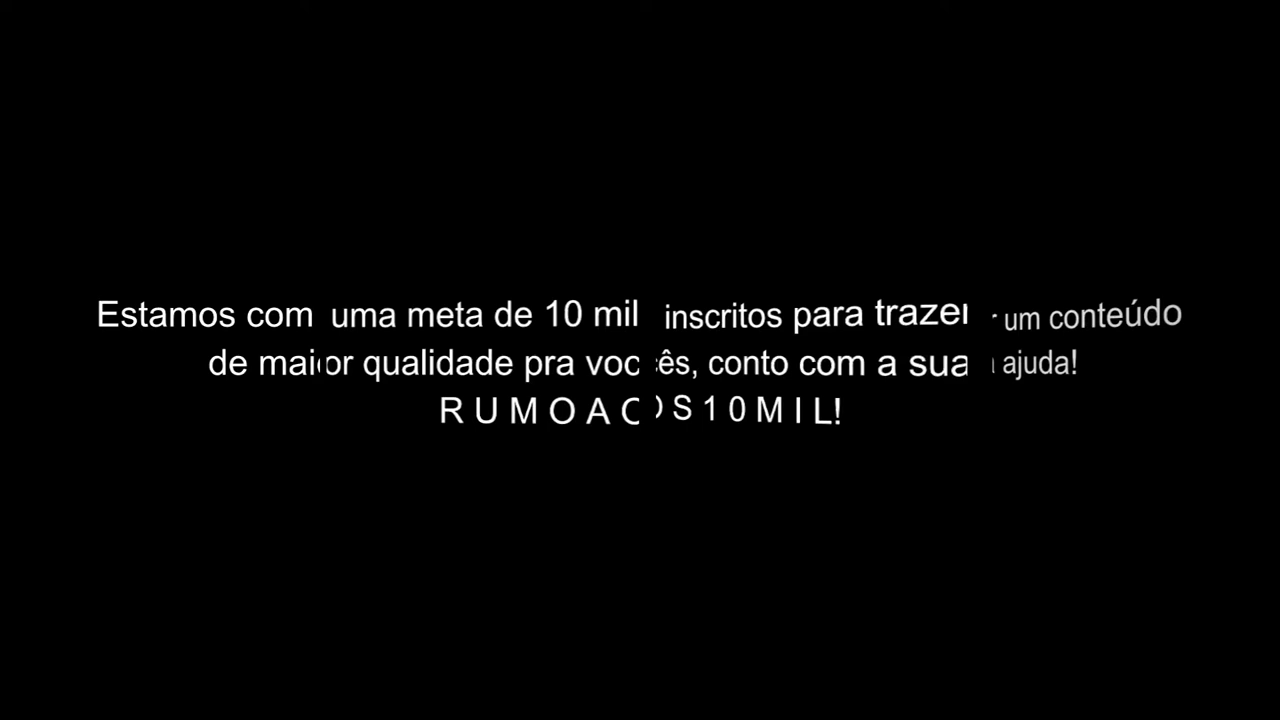 Estamos com uma meta de 10 mil inscritos para trazer um conteúdo
de maior qualidade pra vocês, conto com a sua ajuda!
R U M O A O S 1 0 M I L!